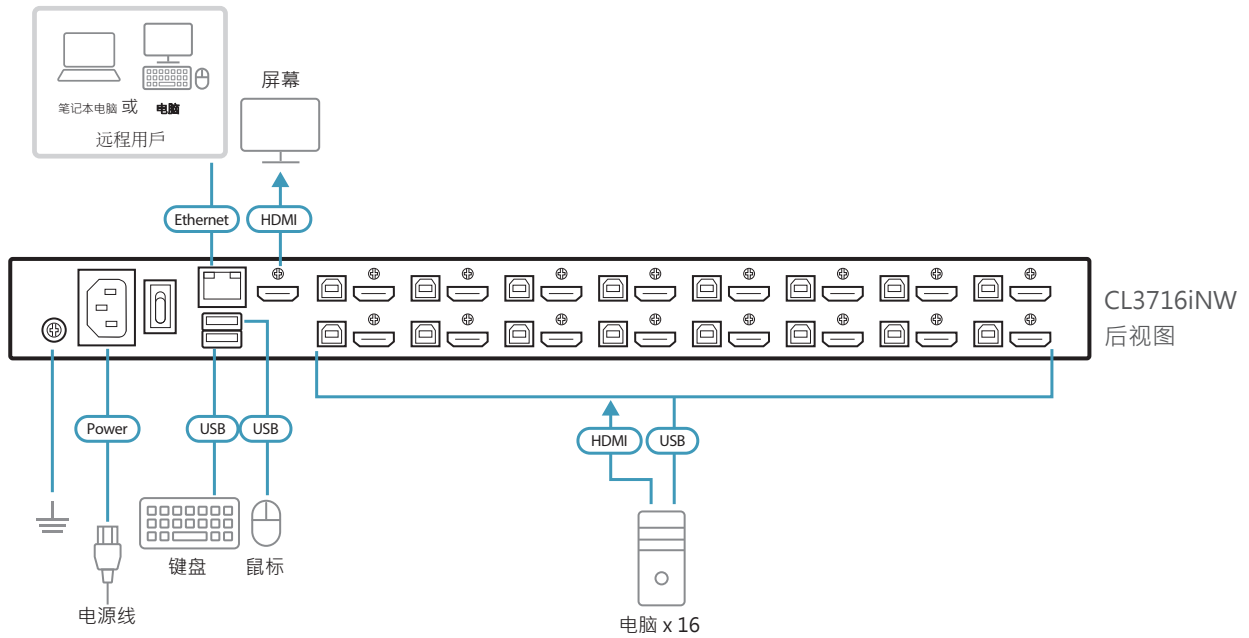 笔记本电脑 或 电脑
远程用戶
屏幕
Ethernet
HDMI
CL3716iNW
后视图
Power
USB
USB
HDMI
USB
键盘
鼠标
电源线
电脑 x 16